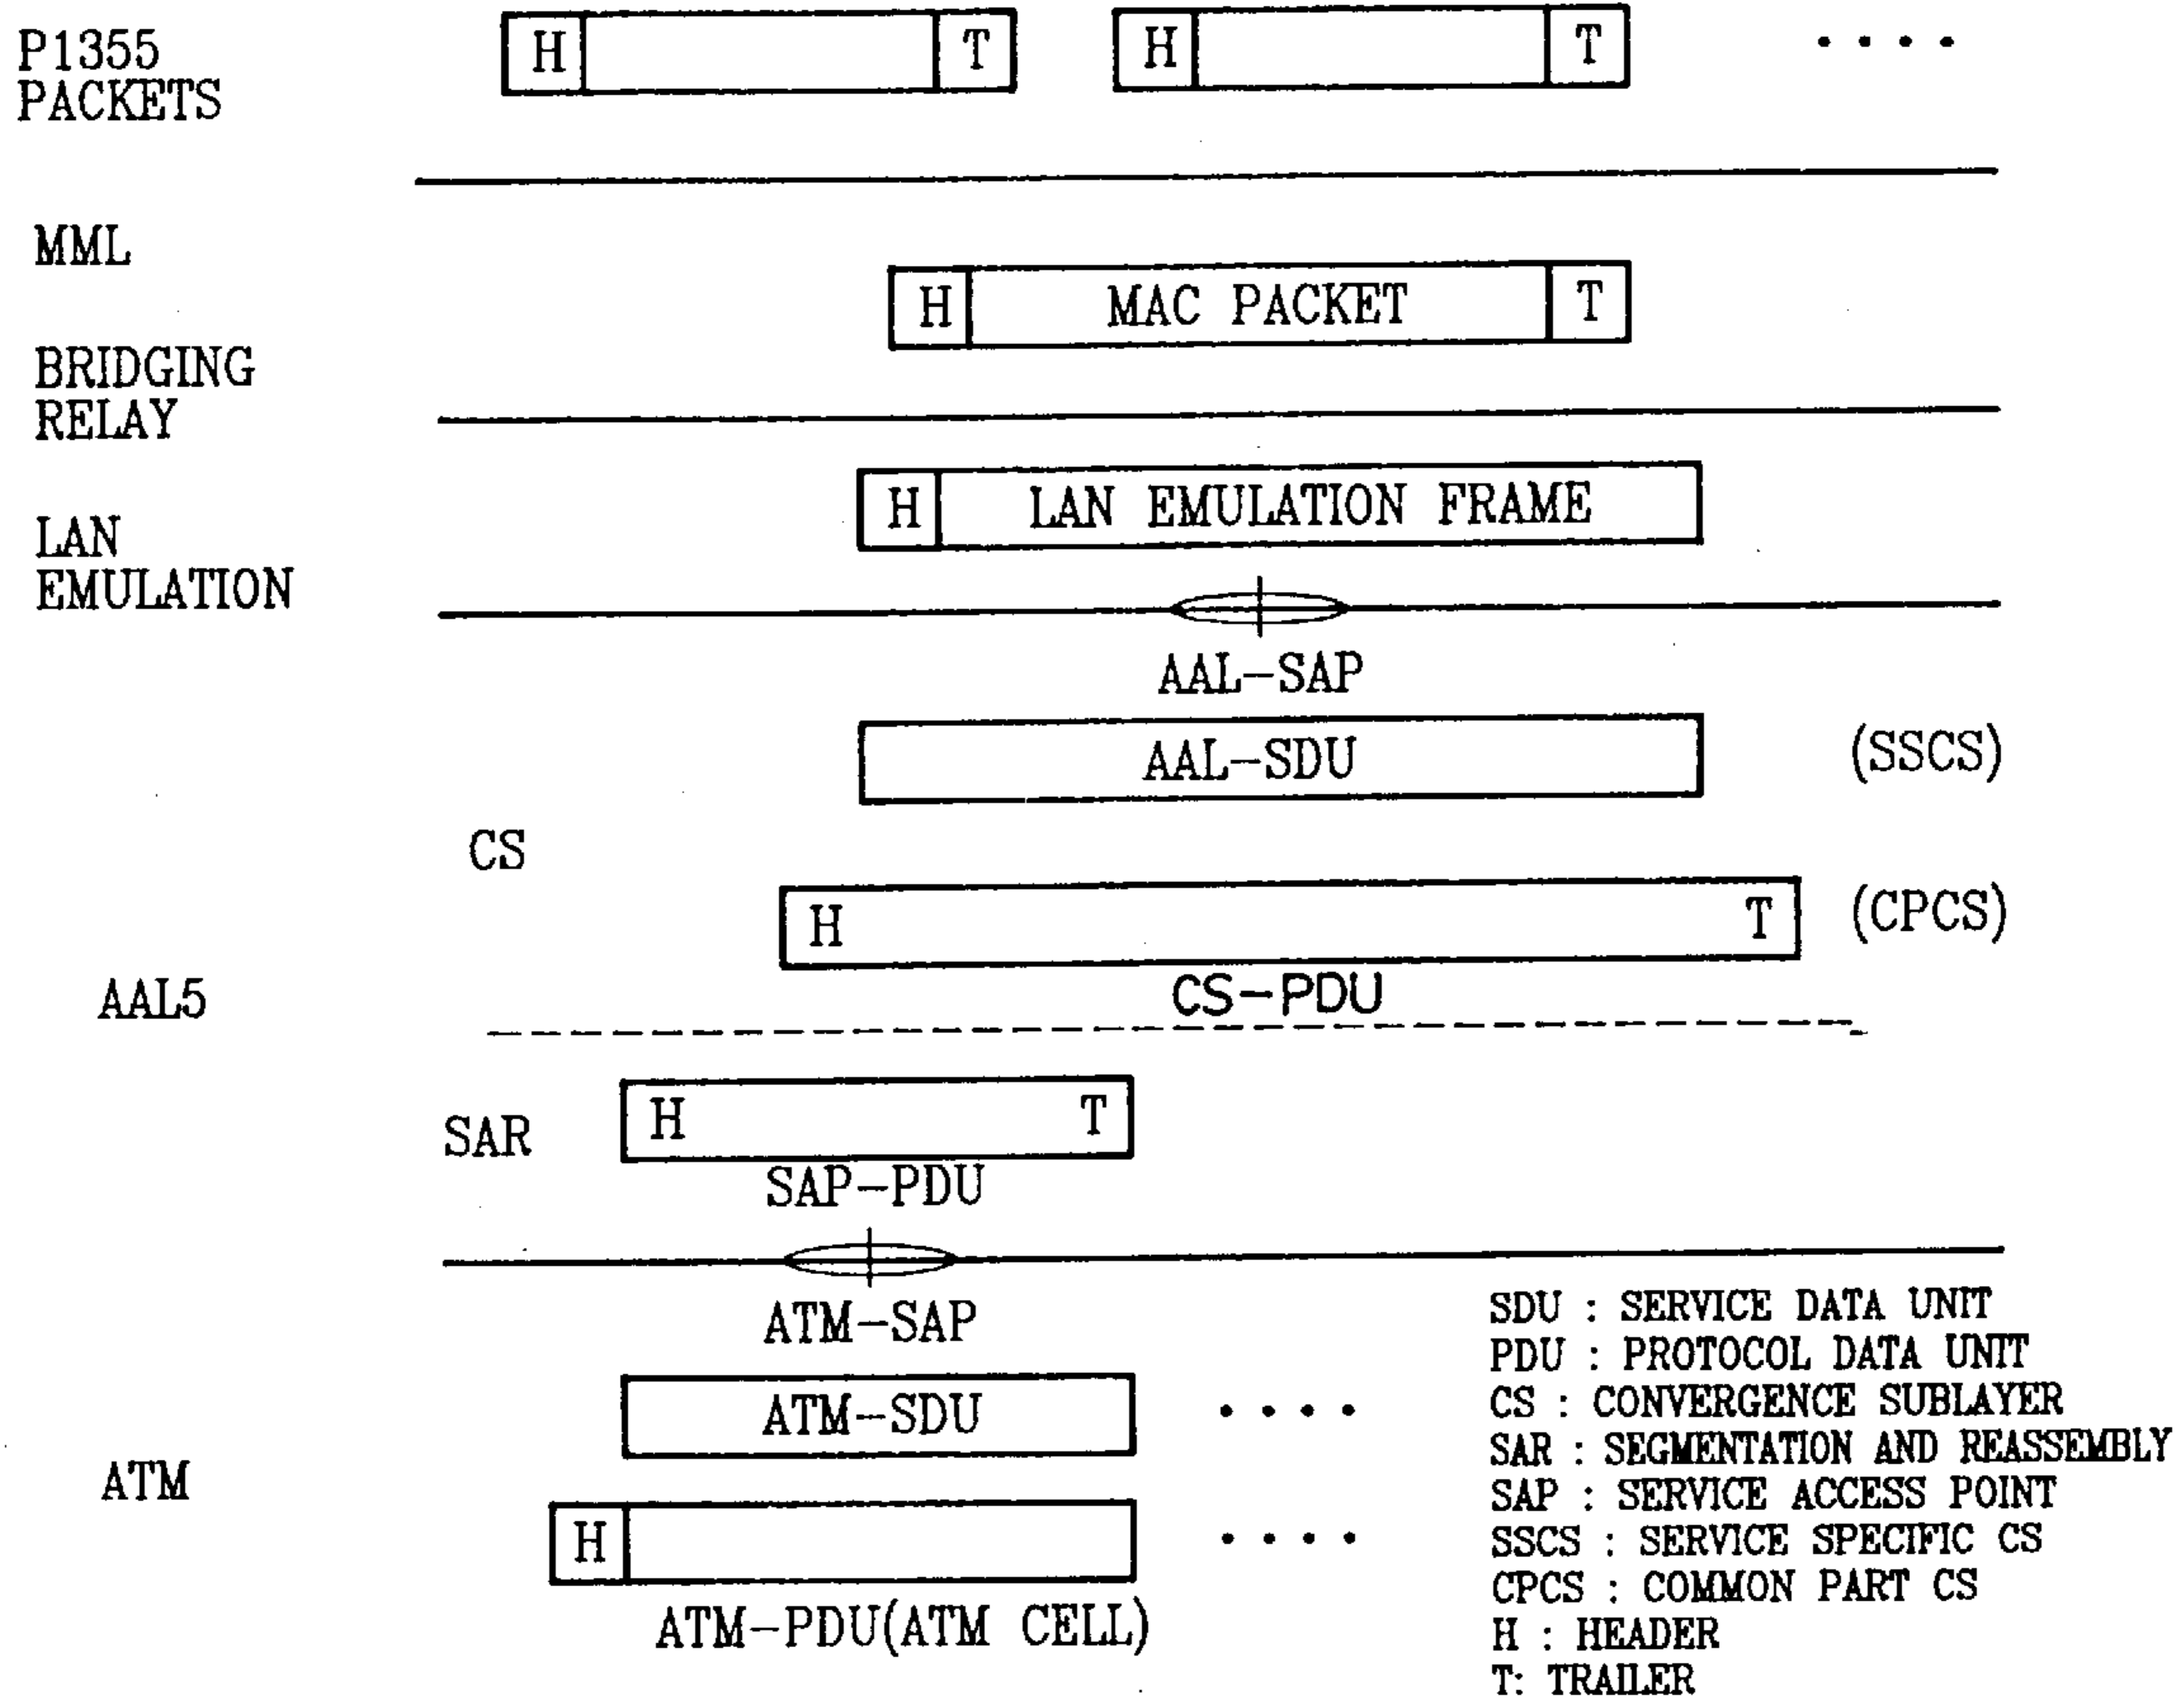 P1355
PACKETS
H T H T
MML
H MAC PACKET T
BRIDGING
RELAY
H LAN EMULATION FRAME
LAN
EMULATION
AAL-SAP
AAL-SDU (SSCS)
CS
H T (CPCS)
CS-PDU
AAL5
SAR H T
SAP-PDU
ATM-SAP
ATM-SDU
ATM
H
ATM-PDU(ATM CELL)
SDU : SERVICE DATA UNIT
PDU : PROTOCOL DATA UNIT
CS : CONVERGENCE SUBLAYER
SAR : SEGMENTATION AND REASSEMBLY
SAP : SERVICE ACCESS POINT
SSCS : SERVICE SPECIFIC CS
CPCS : COMMON PART CS
H : HEADER
T: TRAILER